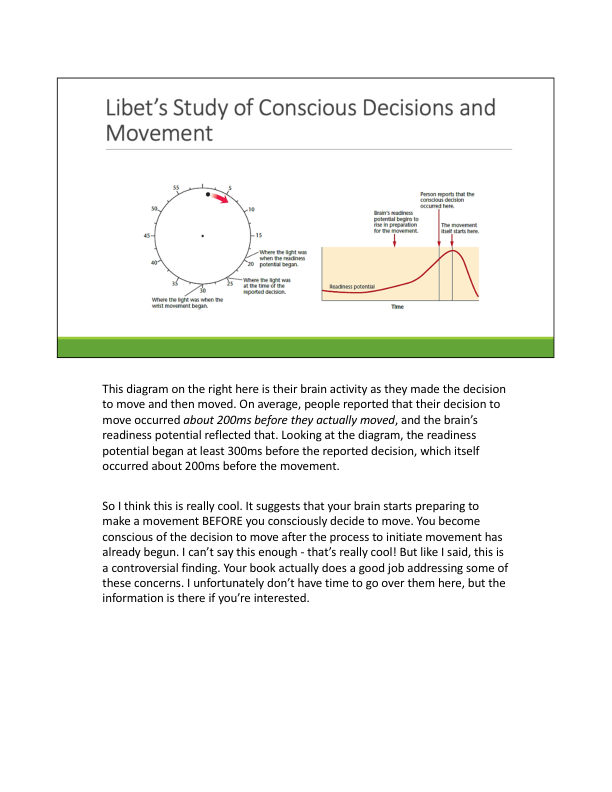 Libet's Study of Conscious Decisions and
Movement
55
5
50
10
45
15
40
20
35
25
30
Where the light was
when the readiness
potential began.
Where the light was
at the time of the
reported decision.
Where the light was when the
wrist movement began.
Person reports that the
conscious decision
occurred here.
Brain's readiness
potential begins to
rise in preparation
for the movement.
The movement
itself starts here.
Readiness potential
Time
This diagram on the right here is their brain activity as they made the decision
to move and then moved. On average, people reported that their decision to
move occurred about 200ms before they actually moved, and the brain's
readiness potential reflected that. Looking at the diagram, the readiness
potential began at least 300ms before the reported decision, which itself
occurred about 200ms before the movement.
So I think this is really cool. It suggests that your brain starts preparing to
make a movement BEFORE you consciously decide to move. You become
conscious of the decision to move after the process to initiate movement has
already begun. I can't say this enough - that's really cool! But like I said, this is
a controversial finding. Your book actually does a good job addressing some of
these concerns. I unfortunately don't have time to go over them here, but the
information is there if you're interested.